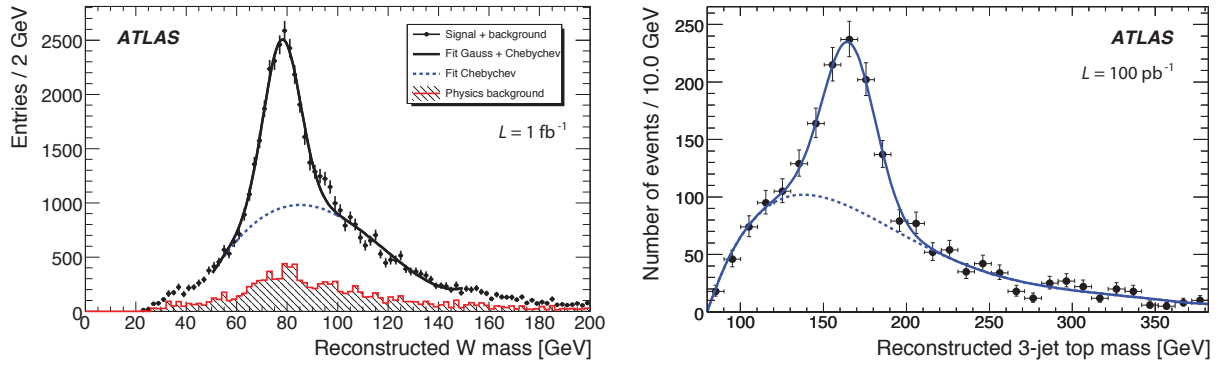 Entries / 2 GeV
2500
2000
1500
1000
500
0
ATLAS
Signal + background
Fit Gauss + Chebychev
Fit Chebychev
Physics background
L = 1 fb-1
0 20 40 60 80 100 120 140 160 180 200
Reconstructed W mass [GeV]
Number of events / 10.0 GeV
250
200
150
100
50
0
ATLAS
L = 100 pb-1
100 150 200 250 300 350
Reconstructed 3-jet top mass [GeV]